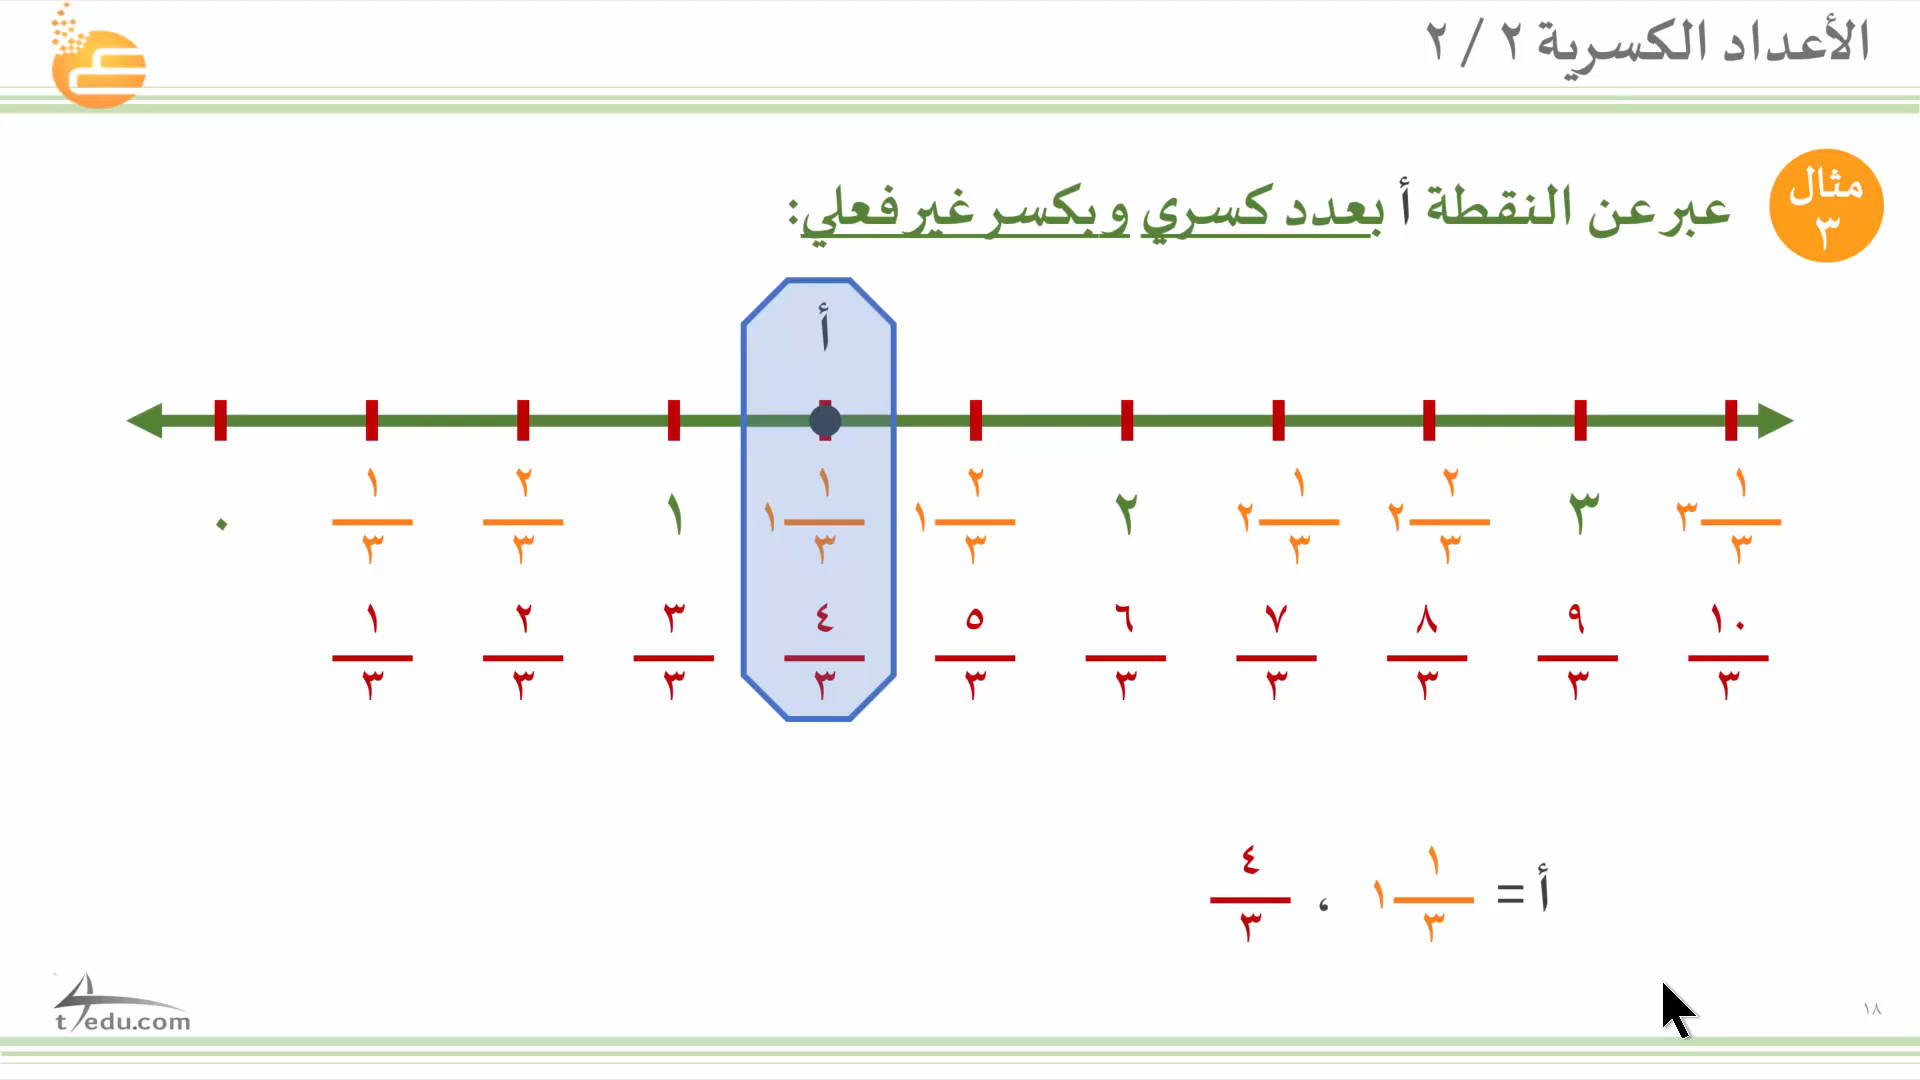 الأعداد الكسرية ٢ / ٢
مثال ٣
عبر عن النقطة أ بعدد كسري و بكسر غير فعلي:
أ
٠ ١/٣ ٢/٣ ١ ١ ١/٣ ١ ٢/٣ ٢ ٢ ١/٣ ٢ ٢/٣ ٣ ٣ ١/٣
١/٣ ٢/٣ ٣/٣ ٤/٣ ٥/٣ ٦/٣ ٧/٣ ٨/٣ ٩/٣ ١٠/٣
أ = ١ ١/٣ ، ٤/٣
t4edu.com
١٨